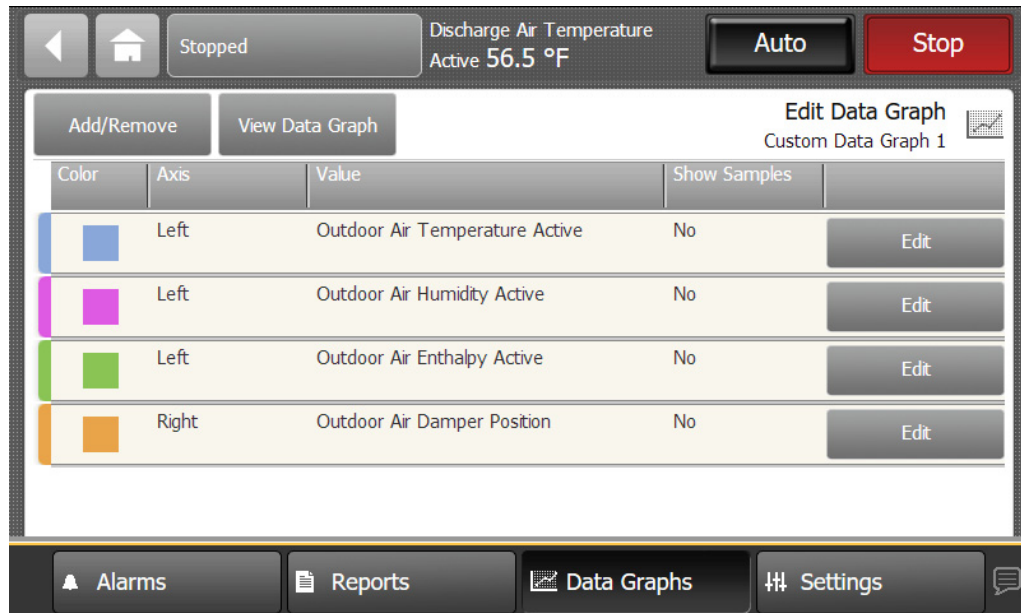 Stopped
Discharge Air Temperature
Active 56.5 °F
Auto
Stop
Add/Remove
View Data Graph
Edit Data Graph
Custom Data Graph 1
Color Axis Value Show Samples
Left Outdoor Air Temperature Active No Edit
Left Outdoor Air Humidity Active No Edit
Left Outdoor Air Enthalpy Active No Edit
Right Outdoor Air Damper Position No Edit
Alarms Reports Data Graphs Settings